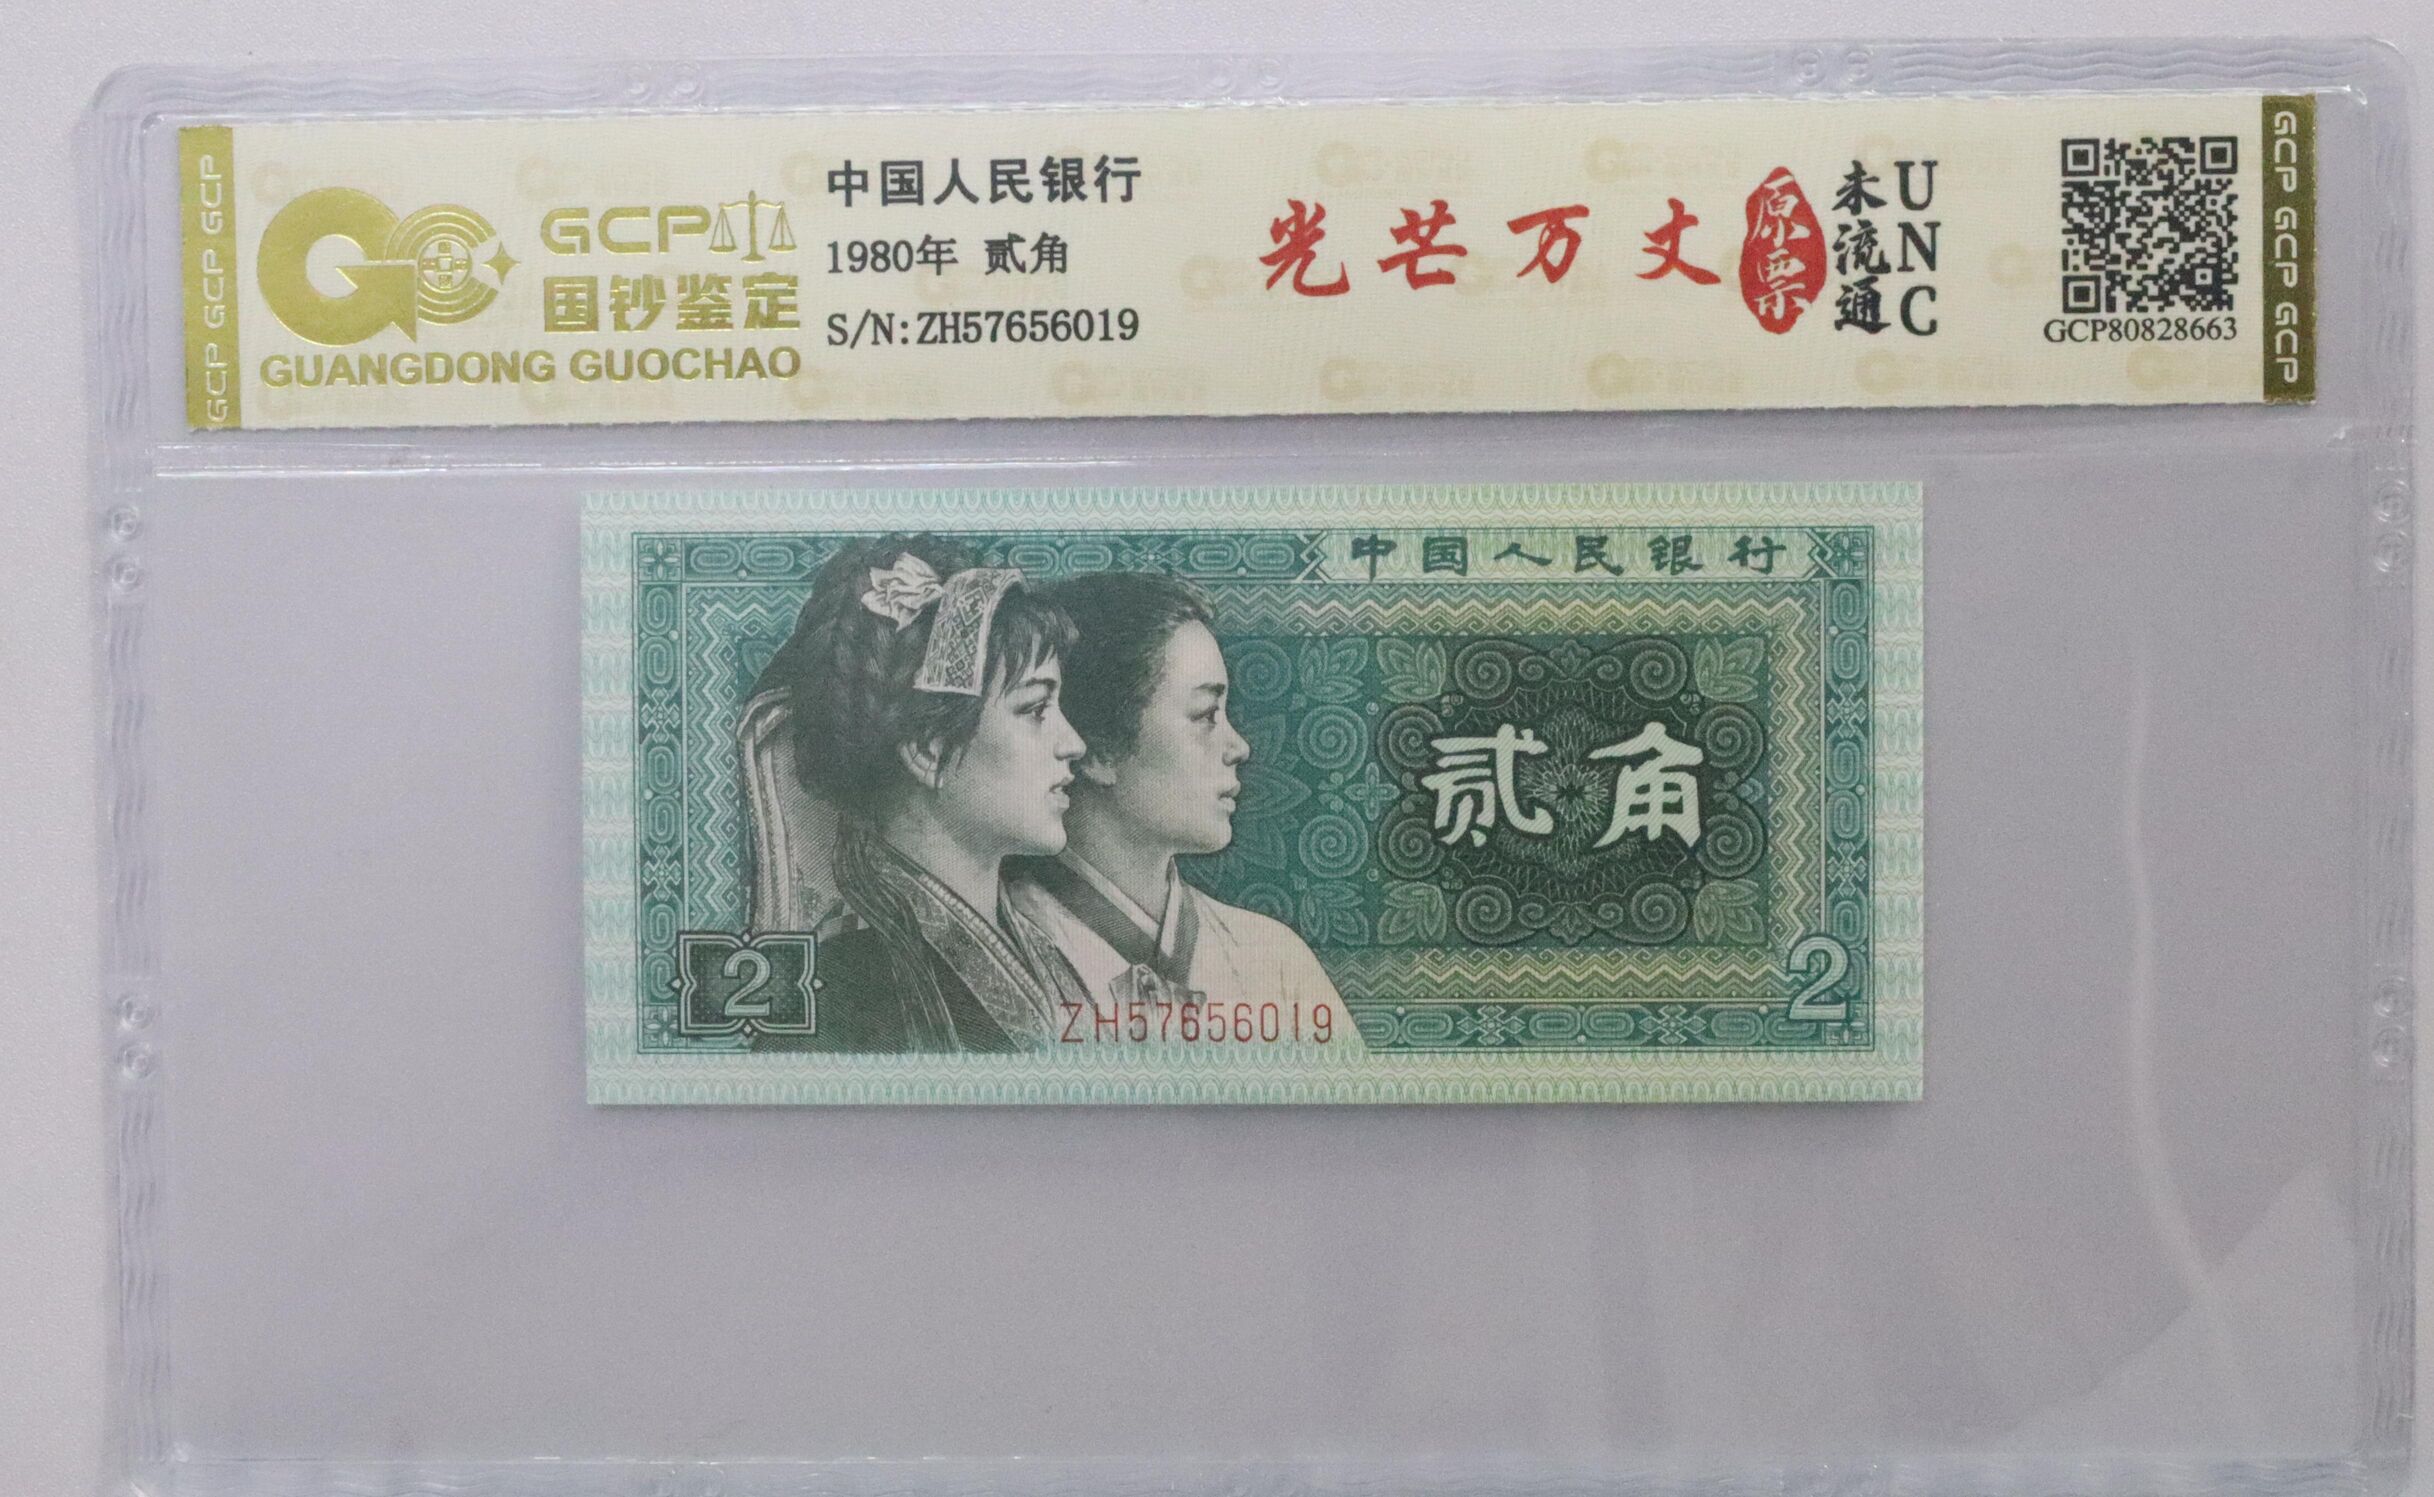 GCP GCP GCP
GCP
国钞鉴定
GUANGDONG GUOCHAO
中国人民银行
1980年 贰角
S/N:ZH57656019
光芒万丈
原票
未流通
UNC
GCP80828663
GCP GCP GCP
中国人民银行
贰角
2
2
ZH57656019